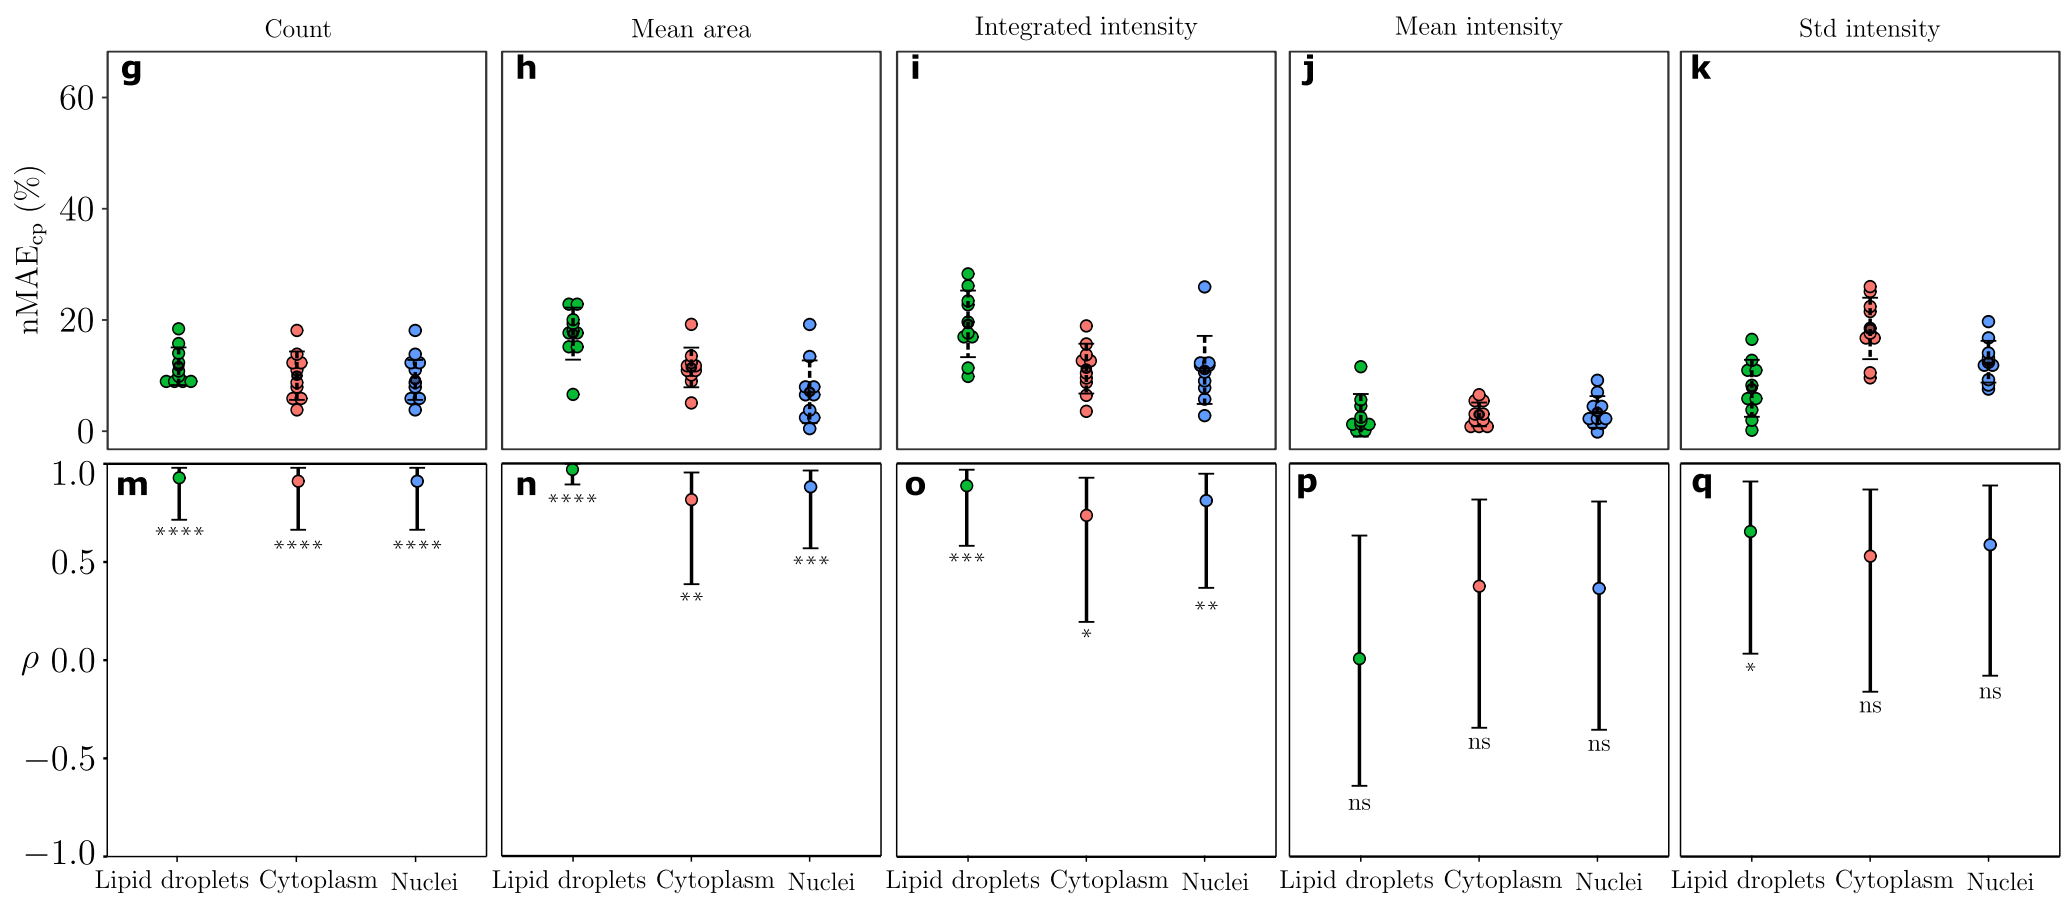 Count Mean area Integrated intensity Mean intensity Std intensity
g h i j k
nMAEcp (%)
60
40
20
0
m n o p q
ρ
1.0
0.5
0.0
−0.5
−1.0
**** **** ****
**** ** ***
*** * **
ns ns ns
* ns ns
Lipid droplets Cytoplasm Nuclei Lipid droplets Cytoplasm Nuclei Lipid droplets Cytoplasm Nuclei Lipid droplets Cytoplasm Nuclei Lipid droplets Cytoplasm Nuclei